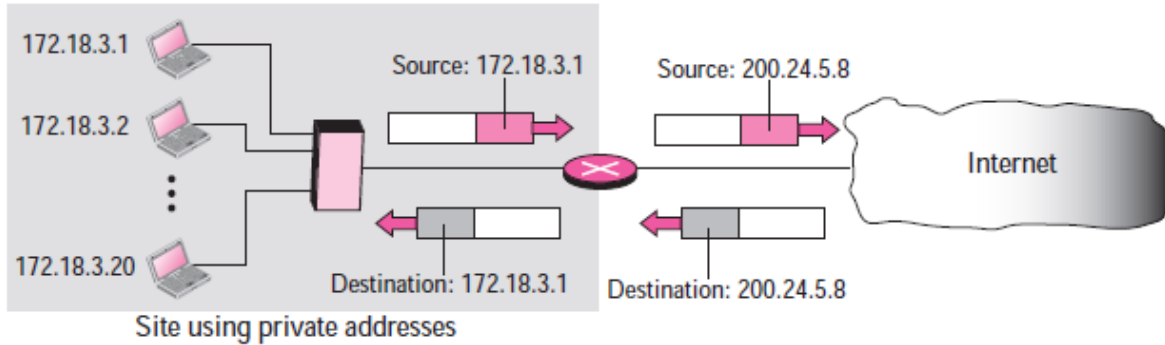 172.18.3.1
Source: 172.18.3.1
Source: 200.24.5.8
172.18.3.2
Internet
172.18.3.20
Destination: 172.18.3.1
Destination: 200.24.5.8
Site using private addresses